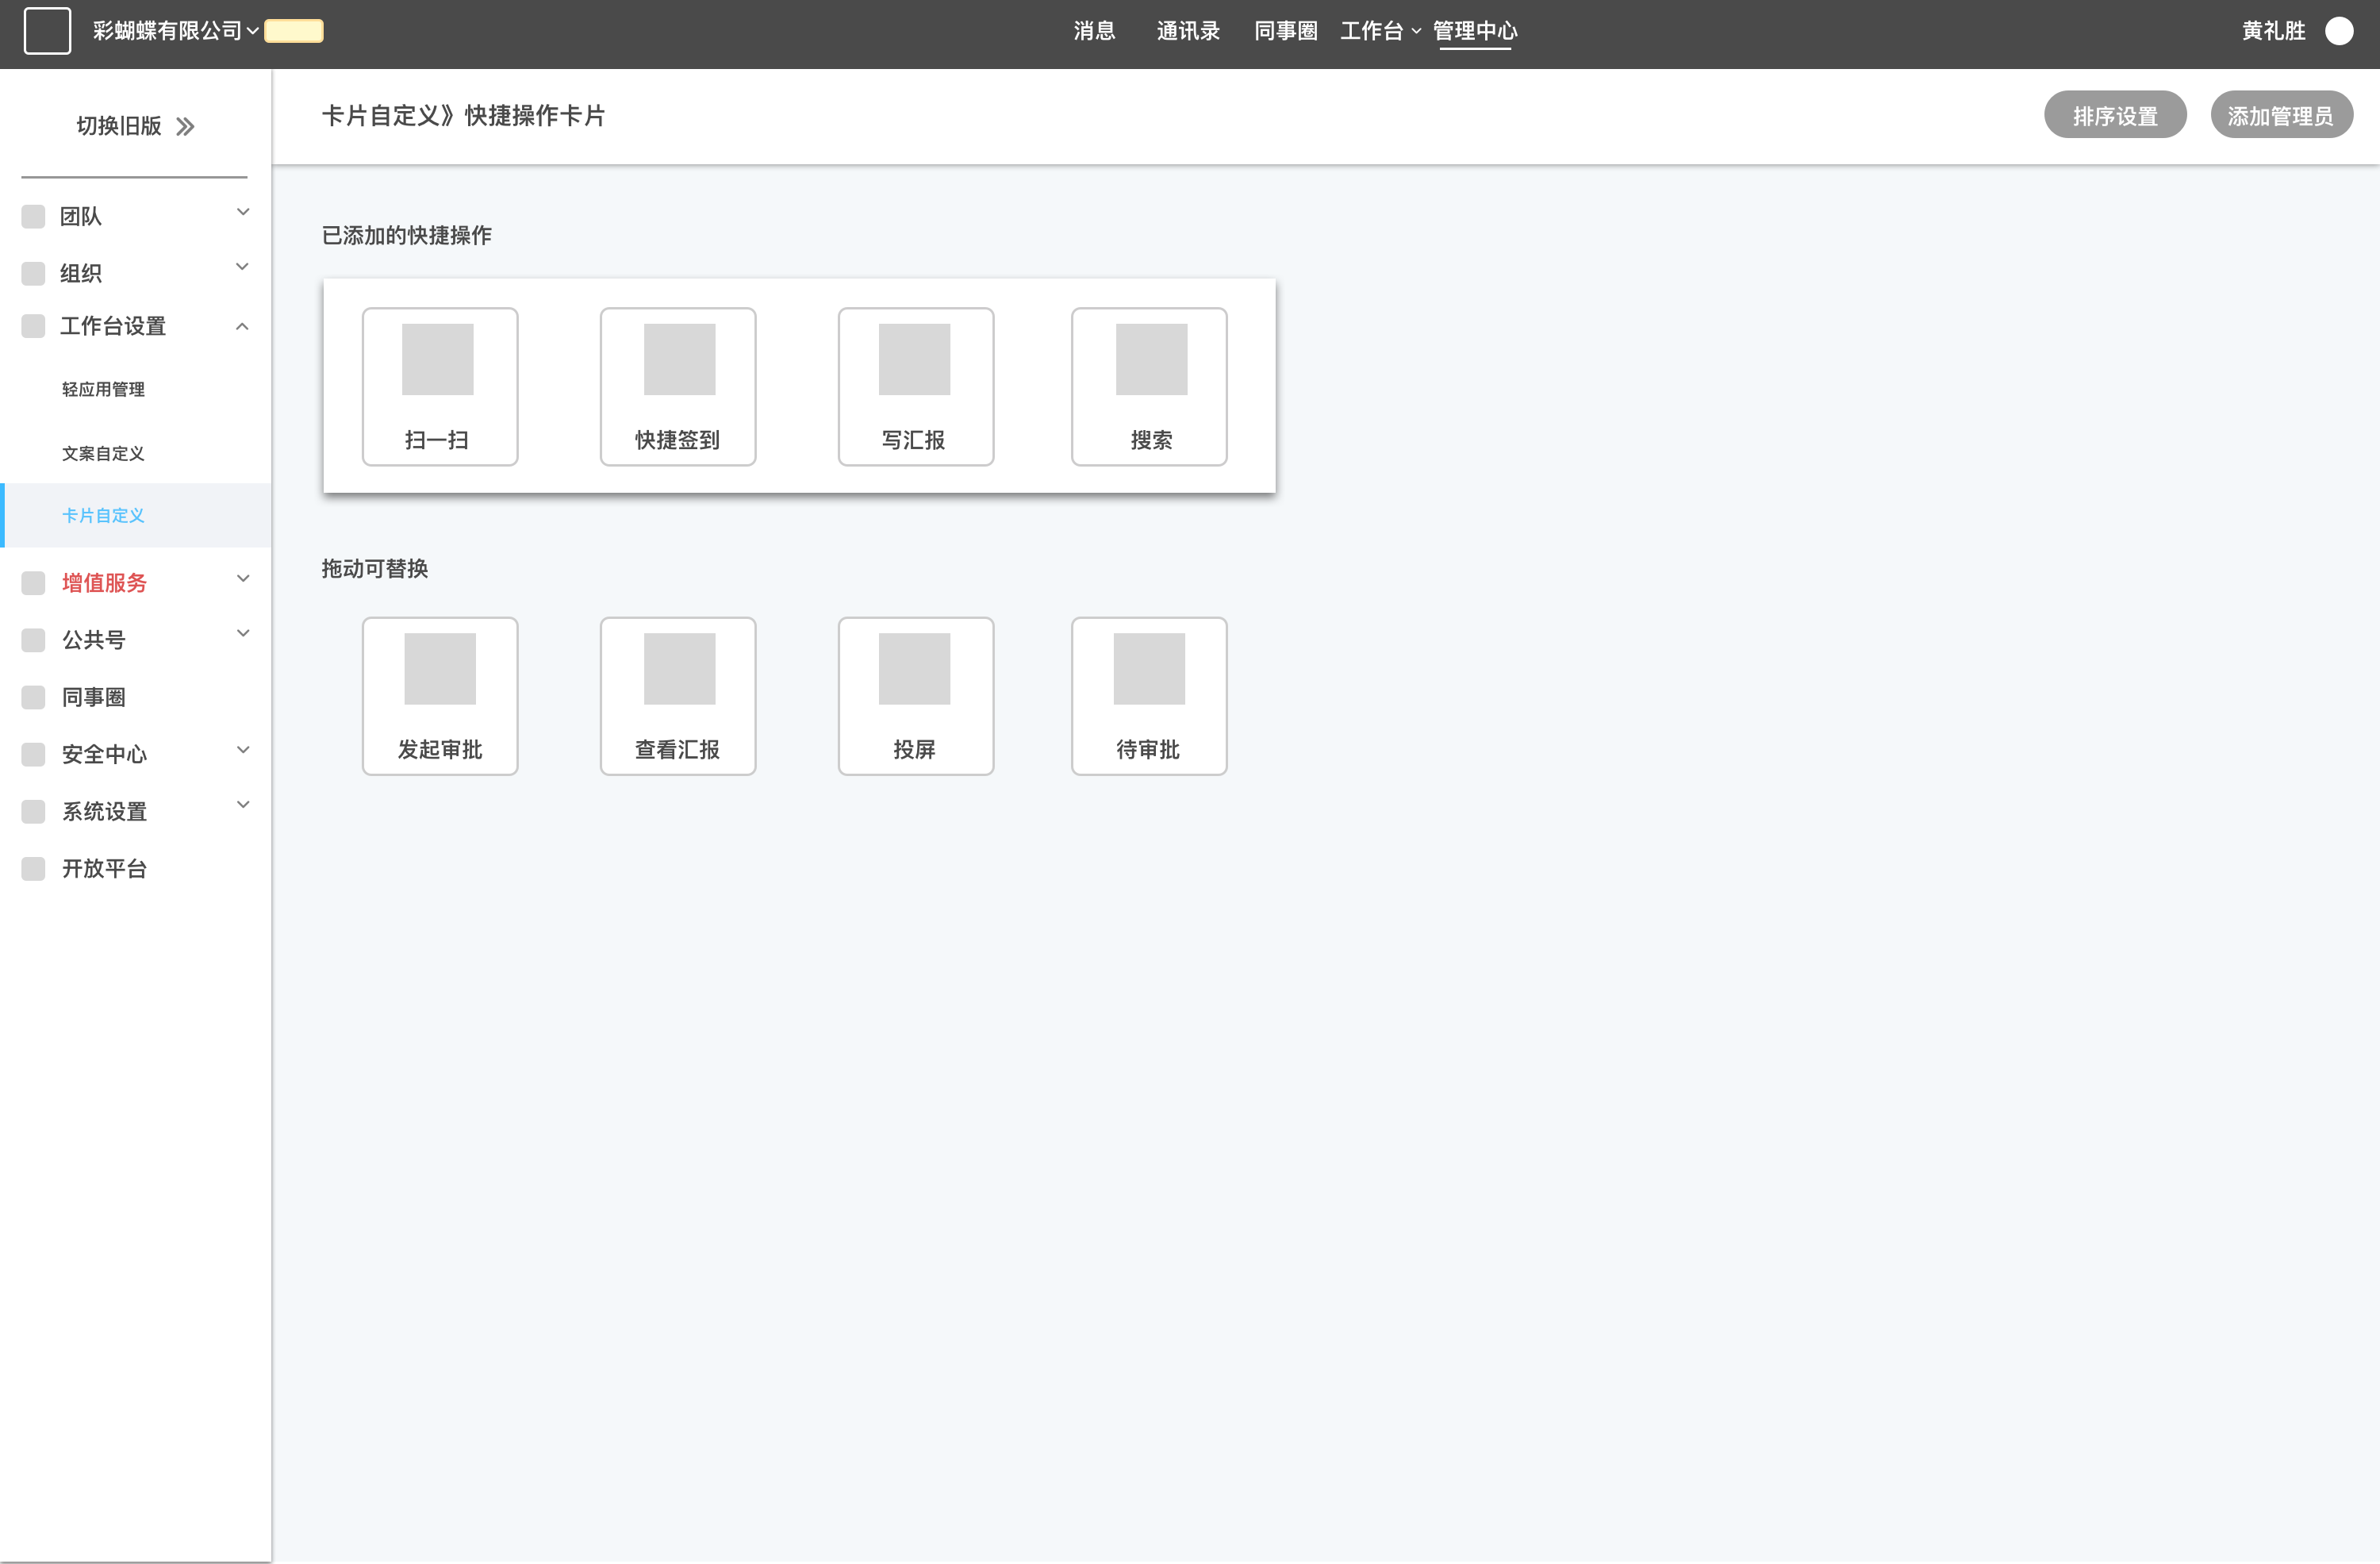 彩蝴蝶有限公司
消息 通讯录 同事圈 工作台 管理中心
黄礼胜
切换旧版
卡片自定义》快捷操作卡片
排序设置 添加管理员
团队
组织
工作台设置
轻应用管理
文案自定义
卡片自定义
增值服务
公共号
同事圈
安全中心
系统设置
开放平台
已添加的快捷操作
扫一扫 快捷签到 写汇报 搜索
拖动可替换
发起审批 查看汇报 投屏 待审批